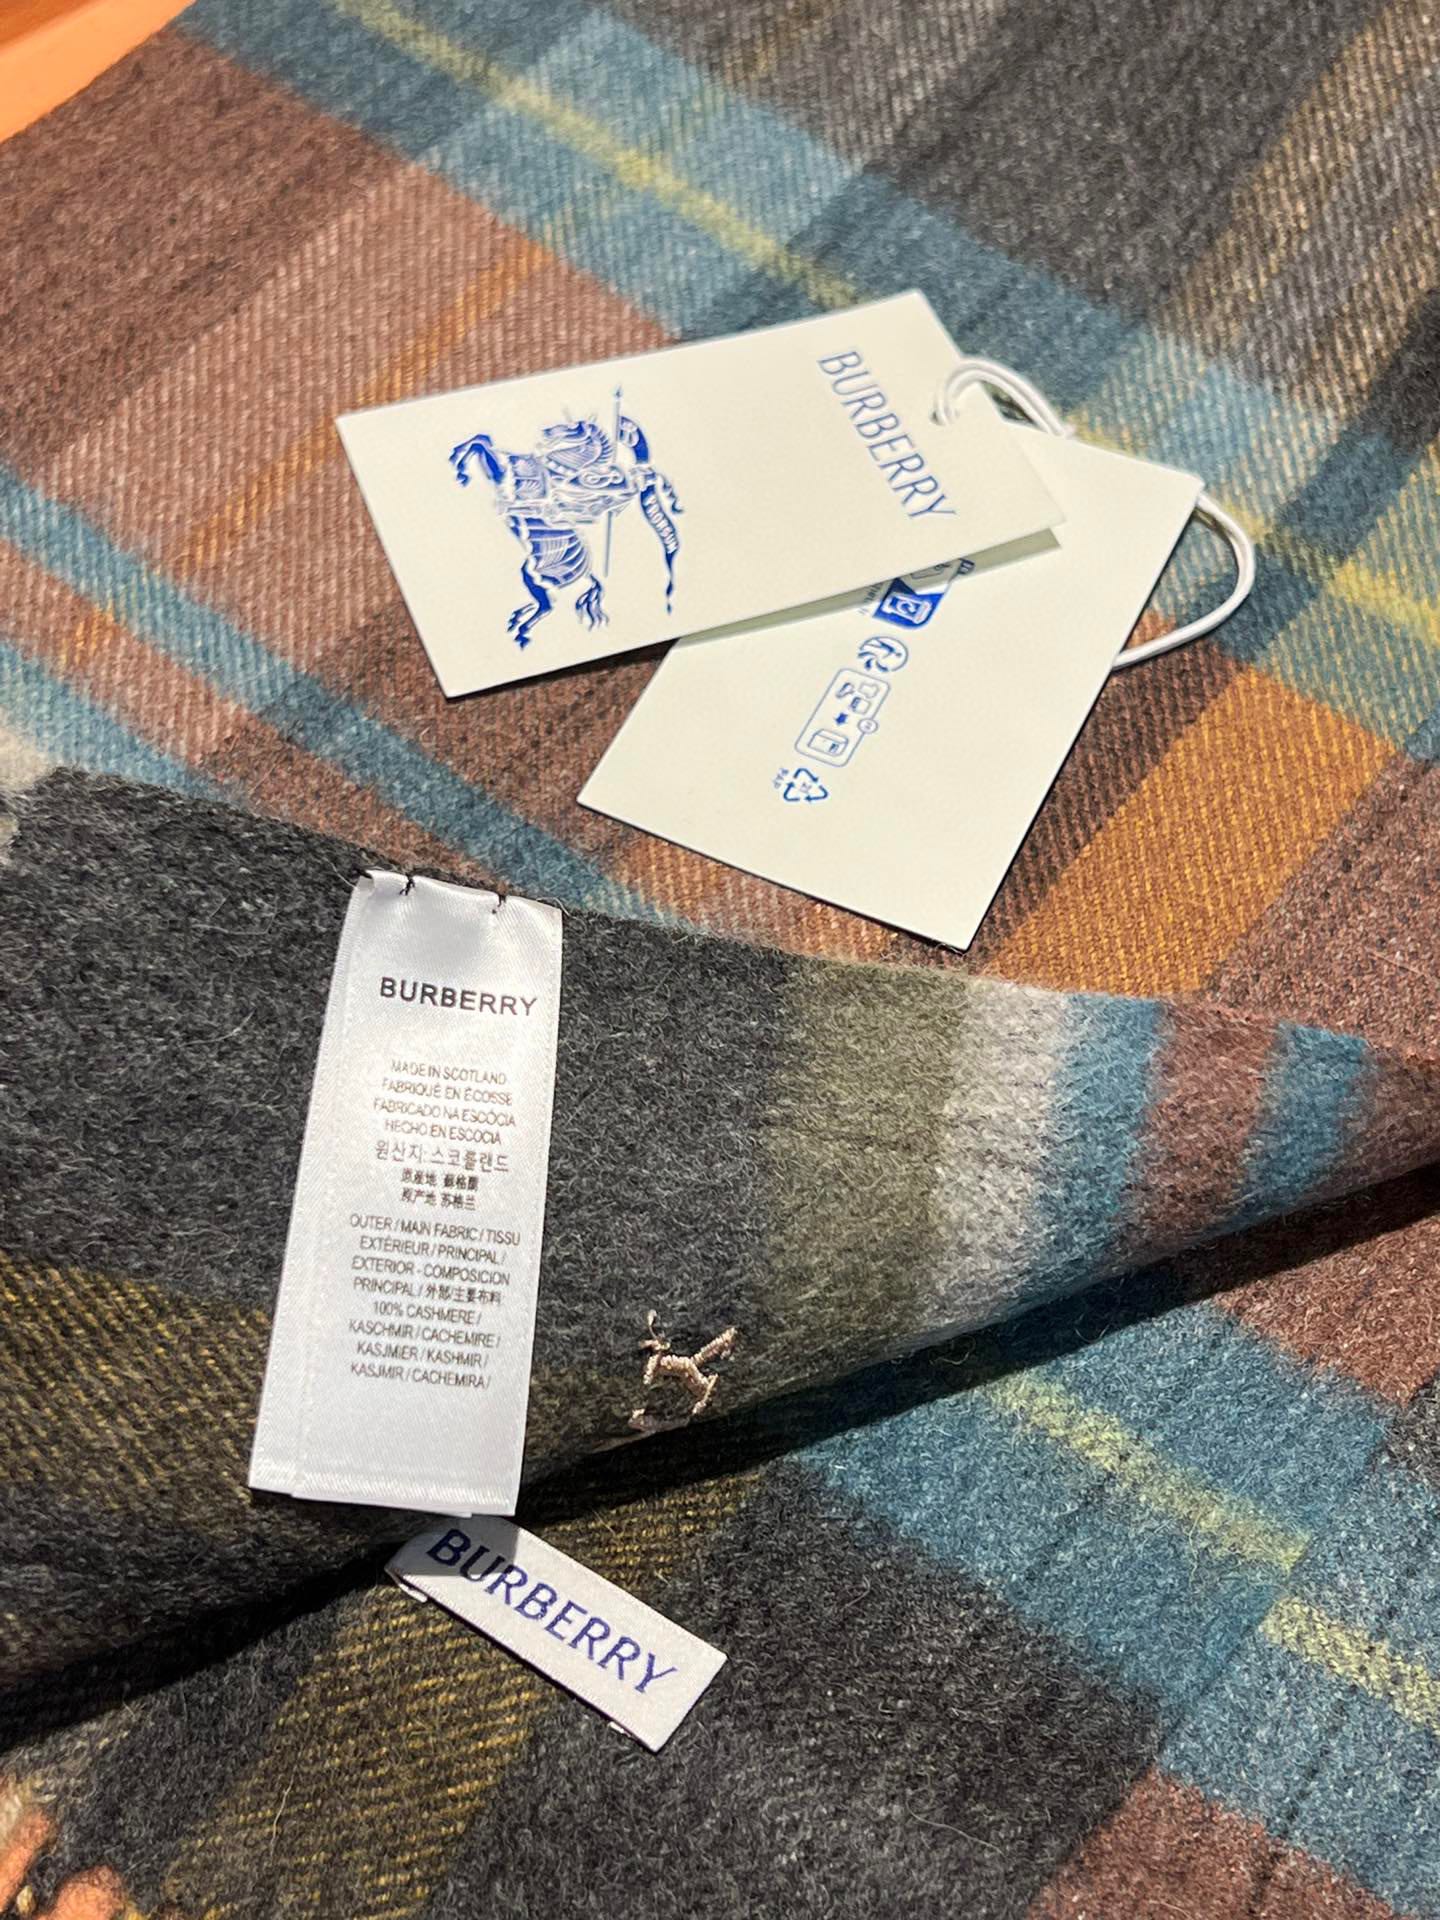 BURBERRY
PRORSUM
PAP
BURBERRY
MADE IN SCOTLAND
FABRIQUÉ EN ÉCOSSE
FABRICADO NA ESCÓCIA
HECHO EN ESCOCIA
원산지: 스코틀랜드
原產地: 蘇格蘭
原产地 苏格兰
OUTER / MAIN FABRIC / TISSU
EXTÉRIEUR / PRINCIPAL /
EXTERIOR - COMPOSICION
PRINCIPAL / 外部/主要布料
100% CASHMERE /
KASCHMIR / CACHEMIRE /
KASJMIER / KASHMIR /
KASJMIR / CACHEMIRA /
BURBERRY